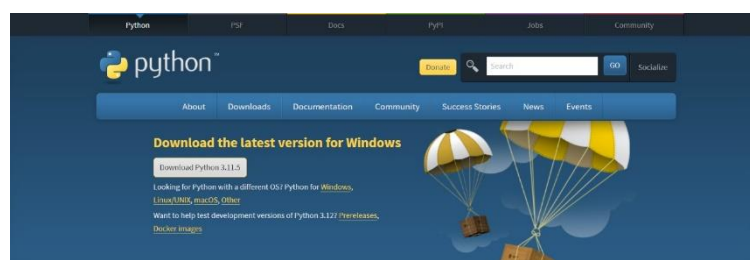 Python PSF Docs PyPI Jobs Community
python™
Donate Search GO Socialize
About Downloads Documentation Community Success Stories News Events
Download the latest version for Windows
Download Python 3.11.5
Looking for Python with a different OS? Python for Windows,
Linux/UNIX, macOS, Other
Want to help test development versions of Python 3.12? Prereleases,
Docker images